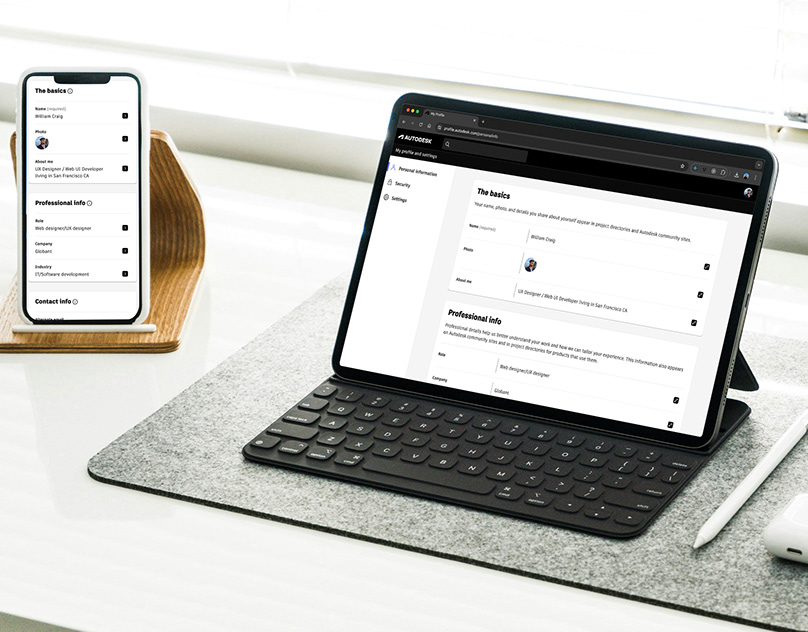 The basics
Name (required)
William Craig
Photo
About me
UX Designer / Web UI Developer
living in San Francisco CA
Professional info
Role
Web designer/UX designer
Company
Globant
Industry
IT/Software development
Contact info
My Profile
profile.autodesk.com/personalinfo
AUTODESK
My profile and settings
Personal information
Security
Settings
The basics
Your name, photo, and details you share about yourself appear in project directories and Autodesk community sites
Name (required)
William Craig
Photo
About me
UX Designer / Web UI Developer living in San Francisco CA
Professional info
Professional details help us better understand your work and how we can tailor your experience. This information also appears
on Autodesk community sites and in project directories for products that use them.
Role
Web designer/UX designer
Company
Globant
Q W E R T Y U I O P
A S D F G H J K L
Z X C V B N M